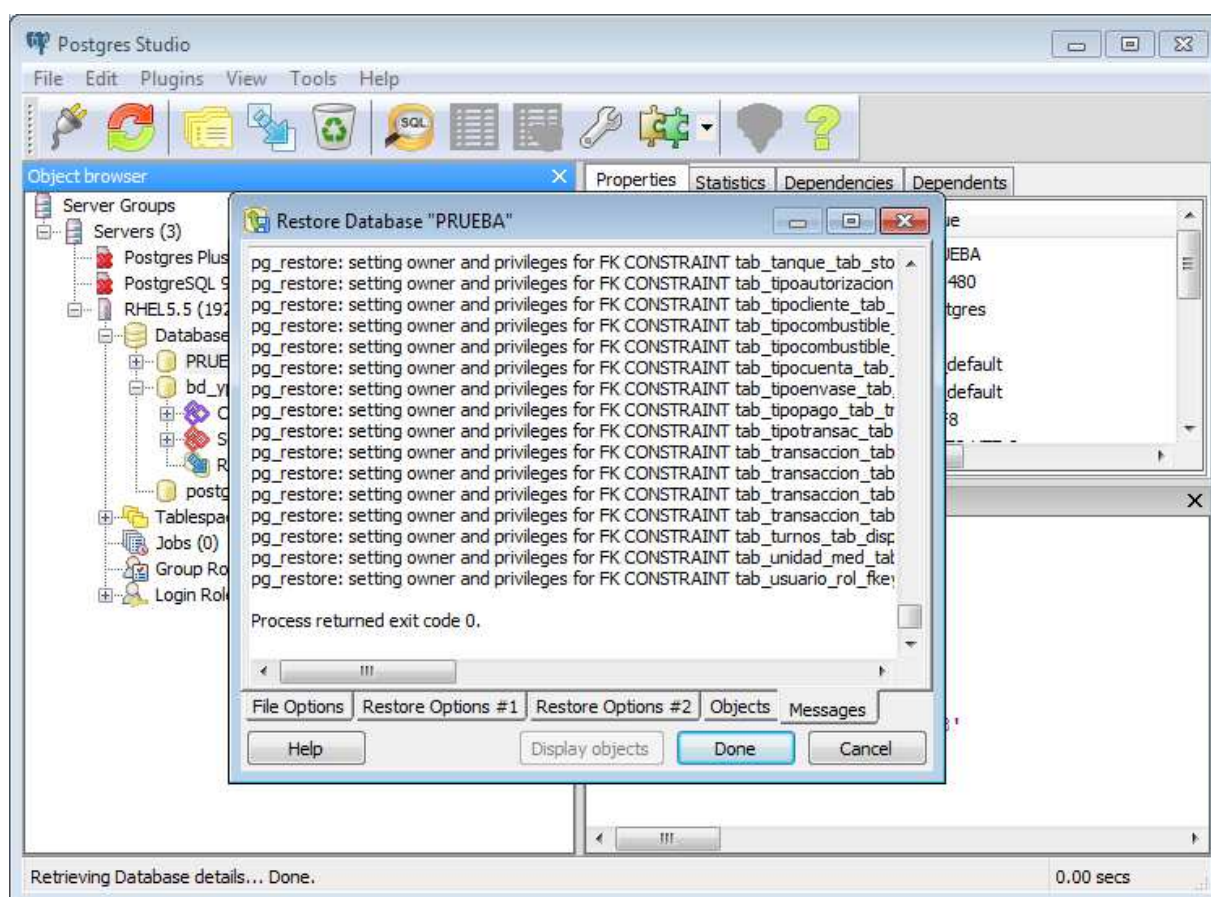 Postgres Studio
File Edit Plugins View Tools Help
SQL
Object browser
Properties Statistics Dependencies Dependents
Server Groups
Servers (3)
Postgres Plus
PostgreSQL 9
RHEL5.5 (192
Database
PRUE
bd_yp
C
S
R
postg
Tablespa
Jobs (0)
Group Ro
Login Role
Restore Database "PRUEBA"
pg_restore: setting owner and privileges for FK CONSTRAINT tab_tanque_tab_sto
pg_restore: setting owner and privileges for FK CONSTRAINT tab_tipoautorizacion
pg_restore: setting owner and privileges for FK CONSTRAINT tab_tipocliente_tab_
pg_restore: setting owner and privileges for FK CONSTRAINT tab_tipocombustible_
pg_restore: setting owner and privileges for FK CONSTRAINT tab_tipocombustible_
pg_restore: setting owner and privileges for FK CONSTRAINT tab_tipocuenta_tab_
pg_restore: setting owner and privileges for FK CONSTRAINT tab_tipoenvase_tab_
pg_restore: setting owner and privileges for FK CONSTRAINT tab_tipopago_tab_tr
pg_restore: setting owner and privileges for FK CONSTRAINT tab_tipotransac_tab
pg_restore: setting owner and privileges for FK CONSTRAINT tab_transaccion_tab
pg_restore: setting owner and privileges for FK CONSTRAINT tab_transaccion_tab
pg_restore: setting owner and privileges for FK CONSTRAINT tab_transaccion_tab
pg_restore: setting owner and privileges for FK CONSTRAINT tab_transaccion_tab
pg_restore: setting owner and privileges for FK CONSTRAINT tab_turnos_tab_disp
pg_restore: setting owner and privileges for FK CONSTRAINT tab_unidad_med_tab
pg_restore: setting owner and privileges for FK CONSTRAINT tab_usuario_rol_fkey
Process returned exit code 0.
File Options Restore Options #1 Restore Options #2 Objects Messages
Help Display objects Done Cancel
ue
JEBA
480
tgres
default
default
F8
Retrieving Database details... Done. 0.00 secs